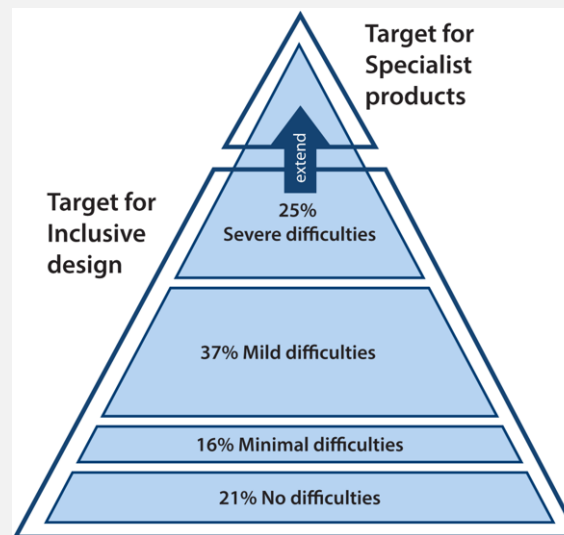 Target for
Specialist
products
extend
Target for
Inclusive
design
25%
Severe difficulties
37% Mild difficulties
16% Minimal difficulties
21% No difficulties